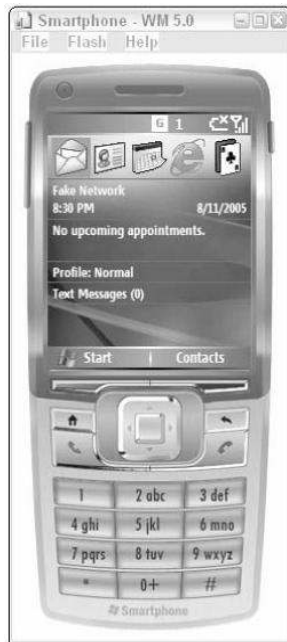 Smartphone - WM 5.0
File Flash Help
G 1
Fake Network
8:30 PM 8/11/2005
No upcoming appointments.
Profile: Normal
Text Messages (0)
Start Contacts
1 2 abc 3 def
4 ghi 5 jkl 6 mno
7 pqrs 8 tuv 9 wxyz
* 0+ #
Smartphone